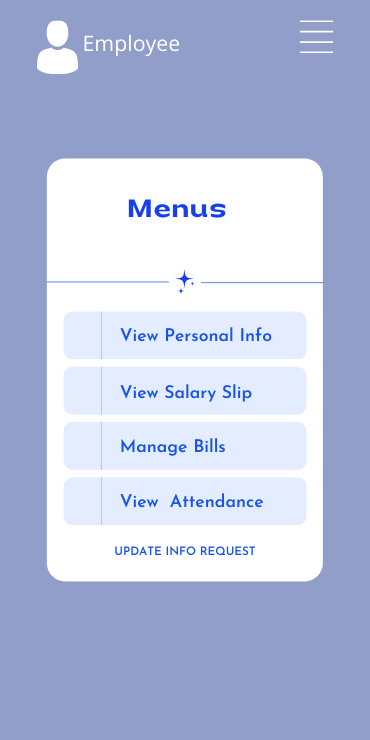 Employee
Menus
View Personal Info
View Salary Slip
Manage Bills
View  Attendance
UPDATE INFO REQUEST